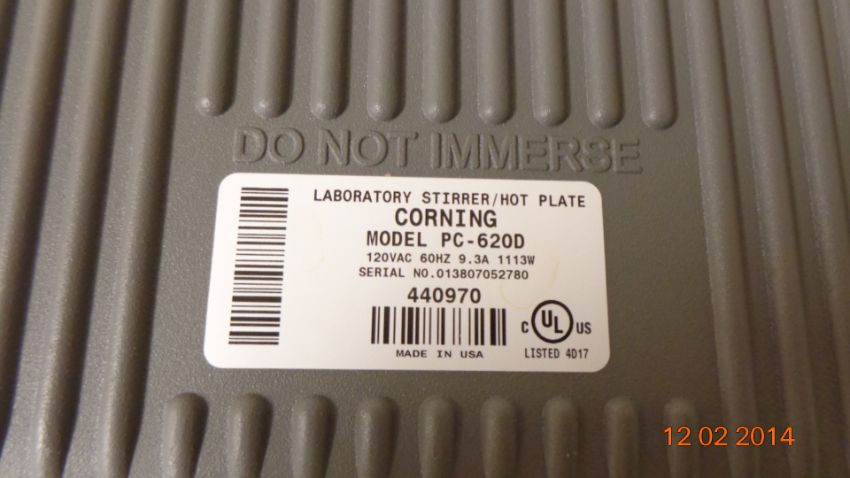 DO NOT IMMERSE
LABORATORY STIRRER/HOT PLATE
CORNING
MODEL PC-620D
120VAC 60HZ 9.3A 1113W
SERIAL NO.013807052780
440970
C UL US
MADE IN USA
LISTED 4D17
12 02 2014